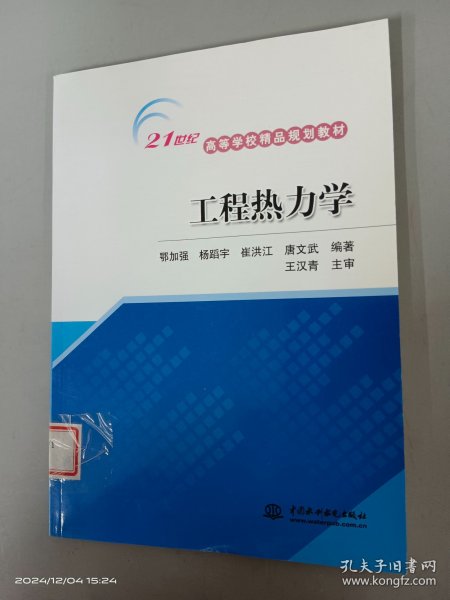 21世纪 高等学校精品规划教材
工程热力学
鄂加强 杨蹈宇 崔洪江 唐文武 编著
王汉青 主审
中国水利水电出版社
www.waterpub.com.cn
2024/12/04 15:24
孔夫子旧书网
www.kongfz.com